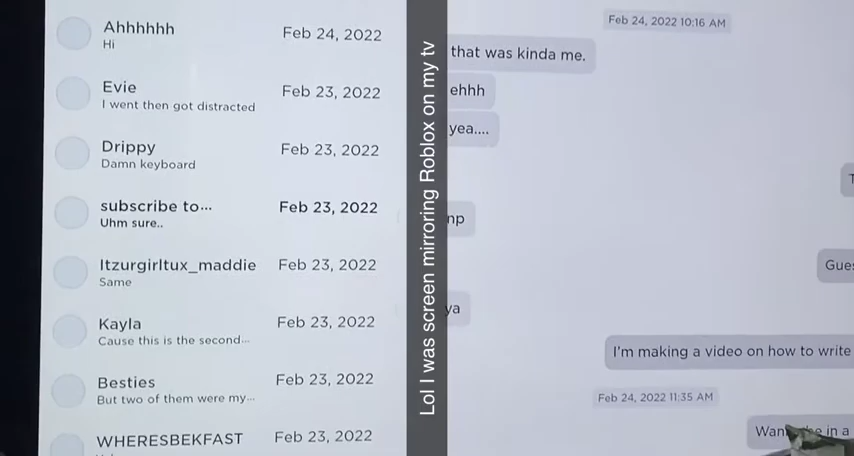 Ahhhhhh Feb 24, 2022
Hi
Evie Feb 23, 2022
I went then got distracted
Drippy Feb 23, 2022
Damn keyboard
subscribe to... Feb 23, 2022
Uhm sure..
Itzurgirltux_maddie Feb 23, 2022
Same
Kayla Feb 23, 2022
Cause this is the second...
Besties Feb 23, 2022
But two of them were my...
WHERESBEKFAST Feb 23, 2022
Lol I was screen mirroring Roblox on my tv
Feb 24, 2022 10:16 AM
that was kinda me.
ehhh
yea....
np
ya
I'm making a video on how to write
Feb 24, 2022 11:35 AM
in a